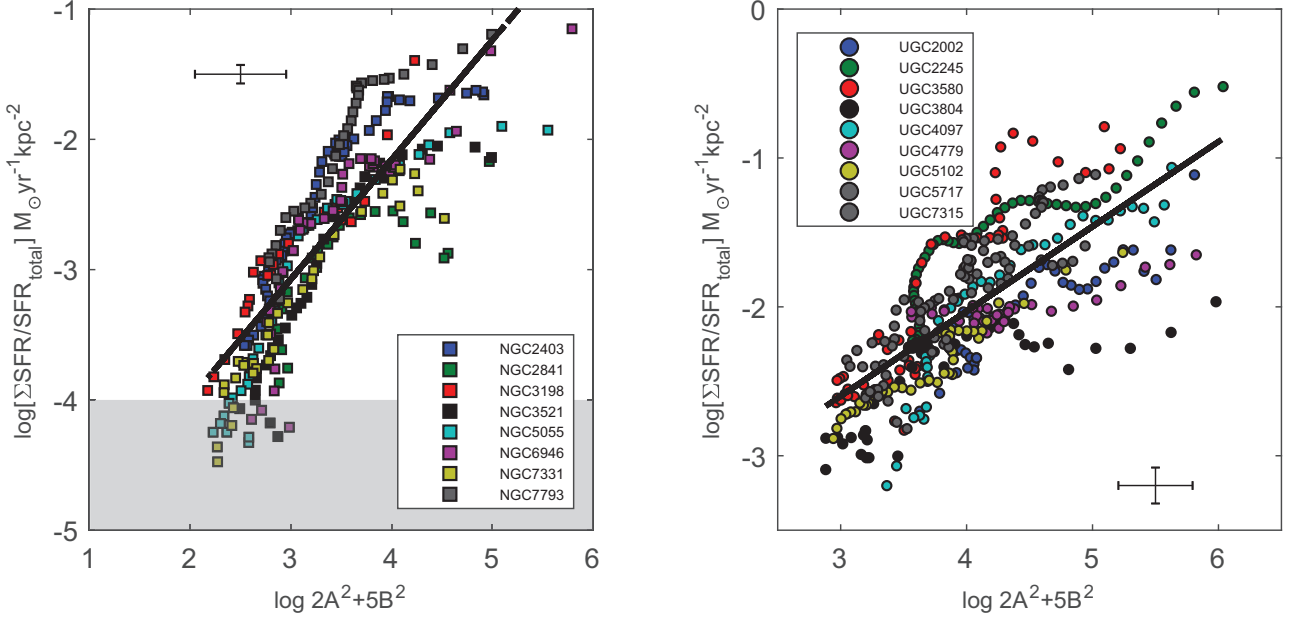 -1
-2
-3
-4
-5
1 2 3 4 5 6
log 2A²+5B²
log[ΣSFR/SFR_total] M⊙yr⁻¹kpc⁻²
NGC2403
NGC2841
NGC3198
NGC3521
NGC5055
NGC6946
NGC7331
NGC7793
0
-1
-2
-3
3 4 5 6
log 2A²+5B²
log[ΣSFR/SFR_total] M⊙yr⁻¹kpc⁻²
UGC2002
UGC2245
UGC3580
UGC3804
UGC4097
UGC4779
UGC5102
UGC5717
UGC7315